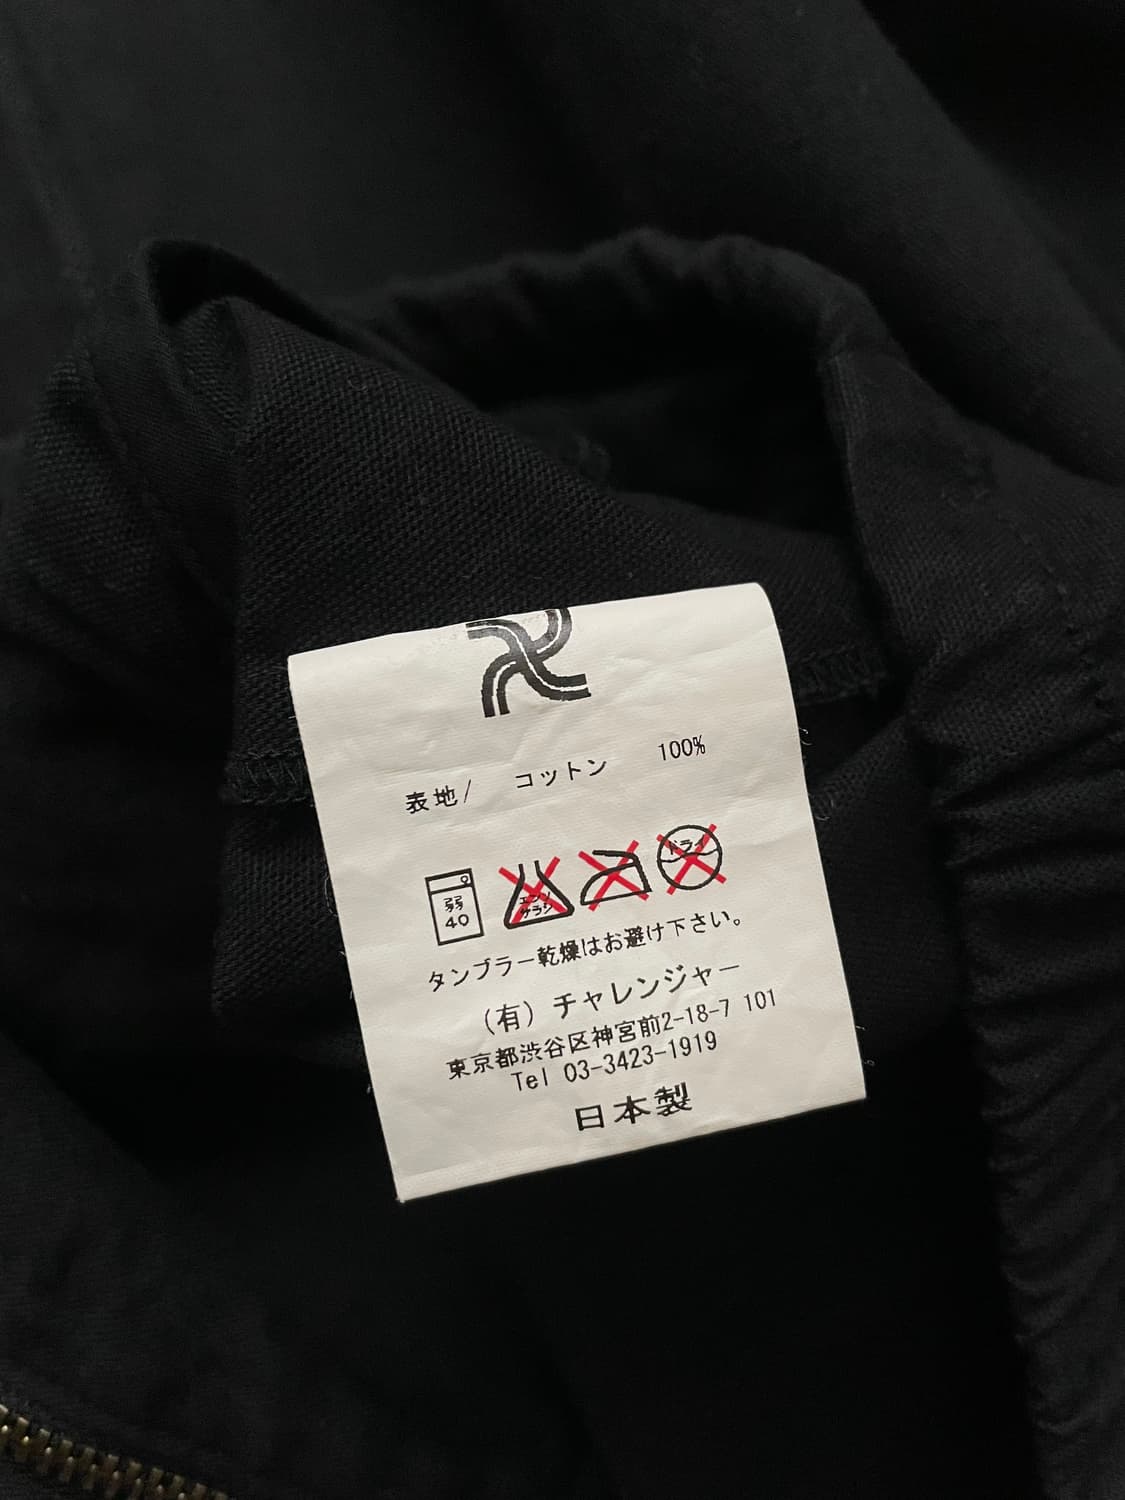 表地/ コットン 100%
弱
40
エンソ
サラシ
ドライ
タンブラー乾燥はお避け下さい。
(有) チャレンジャー
東京都渋谷区神宮前2-18-7 101
Tel 03-3423-1919
日本製